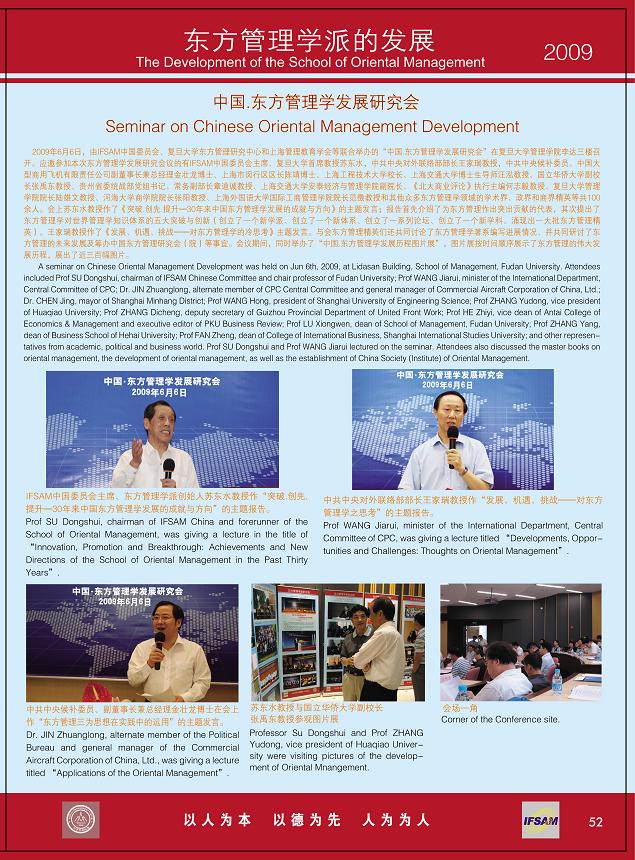 东方管理学派的发展
The Development of the School of Oriental Management
2009
中国.东方管理学发展研究会
Seminar on Chinese Oriental Management Development
2009年6月6日，由IFSAM中国委员会、复旦大学东方管理研究中心和上海管理教育学会等联合举办的“中国.东方管理学发展研究会”在复旦大学管理学院李达三楼召
开。应邀参加本次东方管理学发展研究会议的有IFSAM中国委员会主席、复旦大学首席教授苏东水，中共中央对外联络部部长王家瑞教授，中共中央候补委员、中国大
型商用飞机有限责任公司副董事长兼总经理金壮龙博士、上海市闵行区区长陈靖博士、上海工程技术大学校长、上海交通大学博士生导师汪泓教授、国立华侨大学副校
长张禹东教授、贵州省委统战部党组书记、常务副部长章迪诚教授、上海交通大学安泰经济与管理学院副院长、《北大商业评论》执行主编何志毅教授、复旦大学管理
学院院长陆雄文教授、河海大学商学院院长张阳教授、上海外国语大学国际工商管理学院院长范徵教授和其他众多东方管理学领域的学术界、政界和商界精英等共100
余人。会上苏东水教授作了《突破.创先.提升—30年来中国东方管理学发展的成就与方向》的主题发言；报告首先介绍了为东方管理作出突出贡献的代表，其次提出了
东方管理学对世界管理学知识体系的五大突破与创新（创立了一个新学派、创立了一个新体系、创立了一系列论坛、创立了一个新学科、涌现出一大批东方管理精
英）。王家瑞教授作了《发展、机遇、挑战——对东方管理学的冷思考》主题发言。与会东方管理精英们还共同讨论了东方管理学著系编写进展情况、并共同研讨了东方
管理的未来发展及筹办中国东方管理研究会（院）等事宜。会议期间，同时举办了“中国.东方管理学发展历程图片展”，图片展按时间顺序展示了东方管理的伟大发
展历程，展出了近三百幅图片。
A seminar on Chinese Oriental Management Development was held on Jun 6th, 2009, at Lidasan Building, School of Management, Fudan University. Attendees
included Prof SU Dongshui, chairman of IFSAM Chinese Committee and chair professor of Fudan University; Prof WANG Jiarui, minister of the International Department,
Central Committee of CPC; Dr. JIN Zhuanglong, alternate member of CPC Central Committee and general manager of Commercial Aircraft Corporation of China, Ltd.;
Dr. CHEN Jing, mayor of Shanghai Minhang District; Prof WANG Hong, president of Shanghai University of Engineering Science; Prof ZHANG Yudong, vice president
of Huaqiao University; Prof ZHANG Dicheng, deputy secretary of Guizhou Provincial Department of United Front Work; Prof HE Zhiyi, vice dean of Antai College of
Economics & Management and executive editor of PKU Business Review; Prof LU Xiongwen, dean of School of Management, Fudan University; Prof ZHANG Yang,
dean of Business School of Hehai University; Prof FAN Zheng, dean of College of International Business, Shanghai International Studies University; and other represen-
tatives from academic, political and business world. Prof SU Dongshui and Prof WANG Jiarui lectured on the seminar. Attendees also discussed the master books on
oriental management, the development of oriental management, as well as the establishment of China Society (Institute) of Oriental Management.
中国·东方管理学发展研究会
2009年6月6日
中国·东方管理学发展研究会
2009年6月6日
IFSAM中国委员会主席、东方管理学派创始人苏东水教授作“突破.创先.
提升—30年来中国东方管理学发展的成就与方向”的主题报告。
Prof SU Dongshui, chairman of IFSAM China and forerunner of the
School of Oriental Management, was giving a lecture in the title of
“Innovation, Promotion and Breakthrough: Achievements and New
Directions of the School of Oriental Management in the Past Thirty
Years”.
中共中央对外联络部部长王家瑞教授作“发展、机遇、挑战——对东方
管理学之思考”的主题报告。
Prof WANG Jiarui, minister of the International Department, Central
Committee of CPC, was giving a lecture titled “Developments, Oppor-
tunities and Challenges: Thoughts on Oriental Management”.
东方管理学发展研究会
2009年6月6日
中共中央候补委员、副董事长兼总经理金壮龙博士在会上
作“东方管理三为思想在实践中的运用”的主题发言。
Dr. JIN Zhuanglong, alternate member of the Political
Bureau and general manager of the Commercial
Aircraft Corporation of China, Ltd., was giving a lecture
titled “Applications of the Oriental Management”.
苏东水教授与国立华侨大学副校长
张禹东教授参观图片展
Professor Su Dongshui and Prof ZHANG
Yudong, vice president of Huaqiao Univer-
sity were visiting pictures of the develop-
ment of Oriental Mnangement.
会场一角
Corner of the Conference site.
以人为本 以德为先 人为为人
IFSAM
52